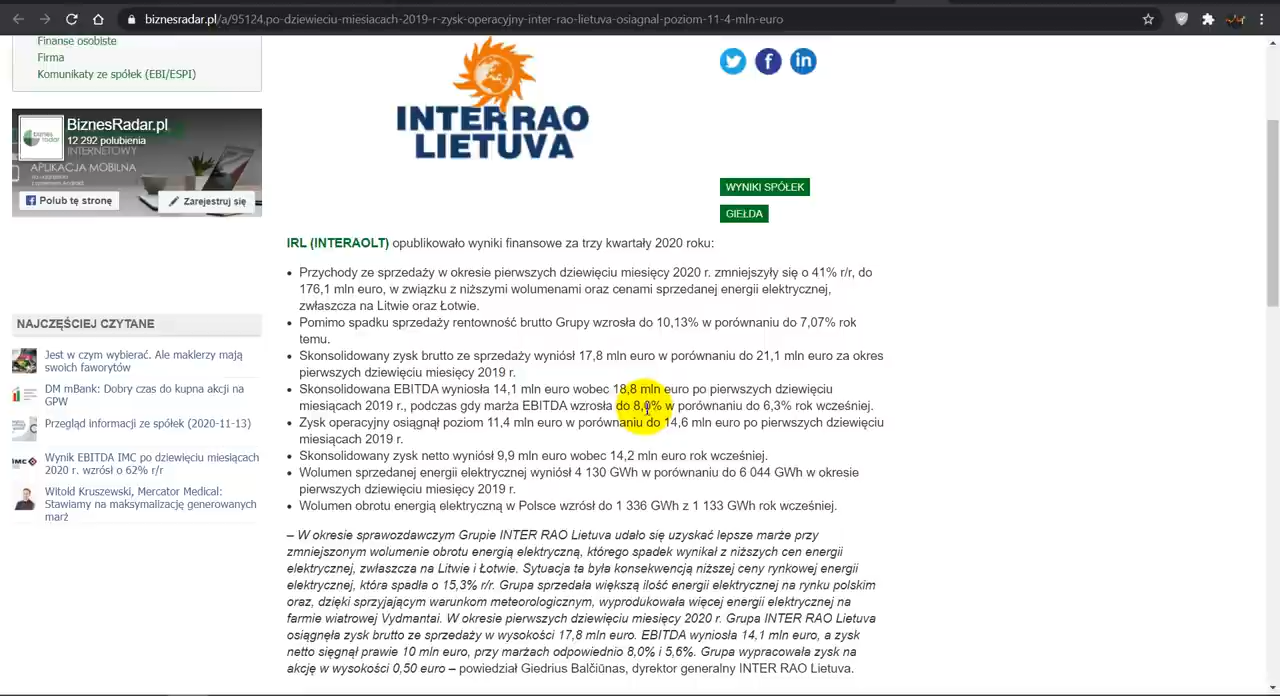 biznesradar.pl/a/95124.po-dziewieciu-miesiacach-2019-r-zysk-operacyjny-inter-rao-lietuva-osiagnal-poziom-11-4-mln-euro
Finanse osobiste
Firma
Komunikaty ze spółek (EBI/ESPI)
BiznesRadar.pl
12 292 polubienia
INTERNETOWY
APLIKACJA MOBILNA
biznes
radar
Polub tę stronę
Zarejestruj się
NAJCZĘŚCIEJ CZYTANE
Jest w czym wybierać. Ale maklerzy mają
swoich faworytów
DM mBank: Dobry czas do kupna akcji na
GPW
Przegląd informacji ze spółek (2020-11-13)
IMC
Wynik EBITDA IMC po dziewięciu miesiącach
2020 r. wzrósł o 62% r/r
Witold Kruszewski, Mercator Medical:
Stawiamy na maksymalizację generowanych
marż
INTER RAO
LIETUVA
WYNIKI SPÓŁEK
GIEŁDA
IRL (INTERAOLT) opublikowało wyniki finansowe za trzy kwartały 2020 roku:
• Przychody ze sprzedaży w okresie pierwszych dziewięciu miesięcy 2020 r. zmniejszyły się o 41% r/r, do
176,1 mln euro, w związku z niższymi wolumenami oraz cenami sprzedanej energii elektrycznej,
zwłaszcza na Litwie oraz Łotwie.
• Pomimo spadku sprzedaży rentowność brutto Grupy wzrosła do 10,13% w porównaniu do 7,07% rok
temu.
• Skonsolidowany zysk brutto ze sprzedaży wyniósł 17,8 mln euro w porównaniu do 21,1 mln euro za okres
pierwszych dziewięciu miesięcy 2019 r.
• Skonsolidowana EBITDA wyniosła 14,1 mln euro wobec 18,8 mln euro po pierwszych dziewięciu
miesiącach 2019 r., podczas gdy marża EBITDA wzrosła do 8,0% w porównaniu do 6,3% rok wcześniej.
• Zysk operacyjny osiągnął poziom 11,4 mln euro w porównaniu do 14,6 mln euro po pierwszych dziewięciu
miesiącach 2019 r.
• Skonsolidowany zysk netto wyniósł 9,9 mln euro wobec 14,2 mln euro rok wcześniej.
• Wolumen sprzedanej energii elektrycznej wyniósł 4 130 GWh w porównaniu do 6 044 GWh w okresie
pierwszych dziewięciu miesięcy 2019 r.
• Wolumen obrotu energią elektryczną w Polsce wzrósł do 1 336 GWh z 1 133 GWh rok wcześniej.
– W okresie sprawozdawczym Grupie INTER RAO Lietuva udało się uzyskać lepsze marże przy
zmniejszonym wolumenie obrotu energią elektryczną, którego spadek wynikał z niższych cen energii
elektrycznej, zwłaszcza na Litwie i Łotwie. Sytuacja ta była konsekwencją niższej ceny rynkowej energii
elektrycznej, która spadła o 15,3% r/r. Grupa sprzedała większą ilość energii elektrycznej na rynku polskim
oraz, dzięki sprzyjającym warunkom meteorologicznym, wyprodukowała więcej energii elektrycznej na
farmie wiatrowej Vydmantai. W okresie pierwszych dziewięciu miesięcy 2020 r. Grupa INTER RAO Lietuva
osiągnęła zysk brutto ze sprzedaży w wysokości 17,8 mln euro. EBITDA wyniosła 14,1 mln euro, a zysk
netto sięgnął prawie 10 mln euro, przy marżach odpowiednio 8,0% i 5,6%. Grupa wypracowała zysk na
akcję w wysokości 0,50 euro – powiedział Giedrius Balčiūnas, dyrektor generalny INTER RAO Lietuva.